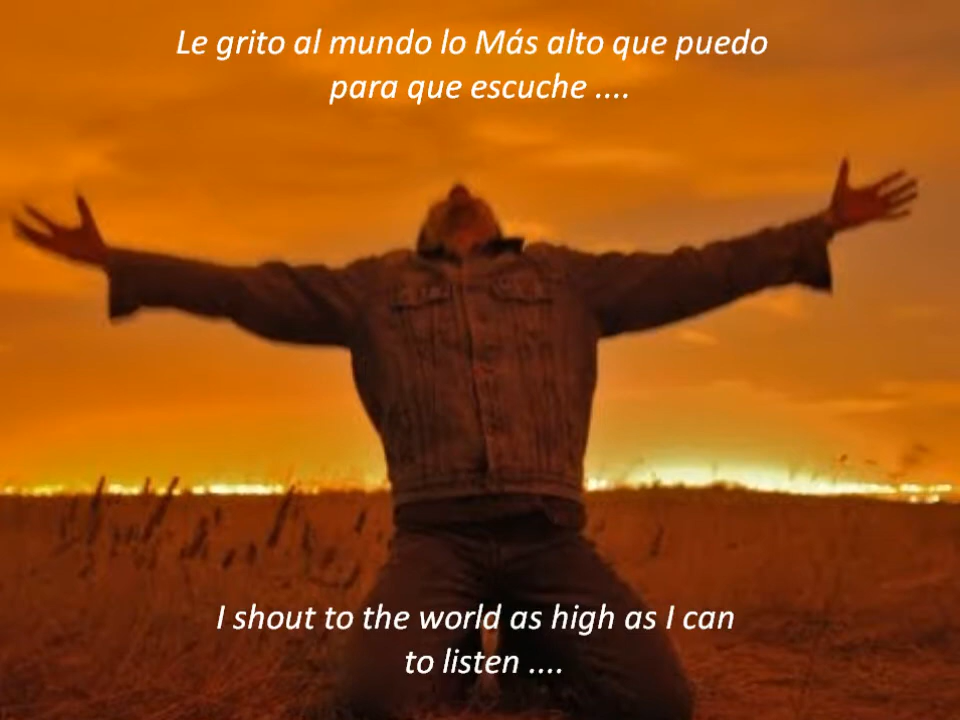 Le grito al mundo lo Más alto que puedo
para que escuche ....
I shout to the world as high as I can
to listen ....